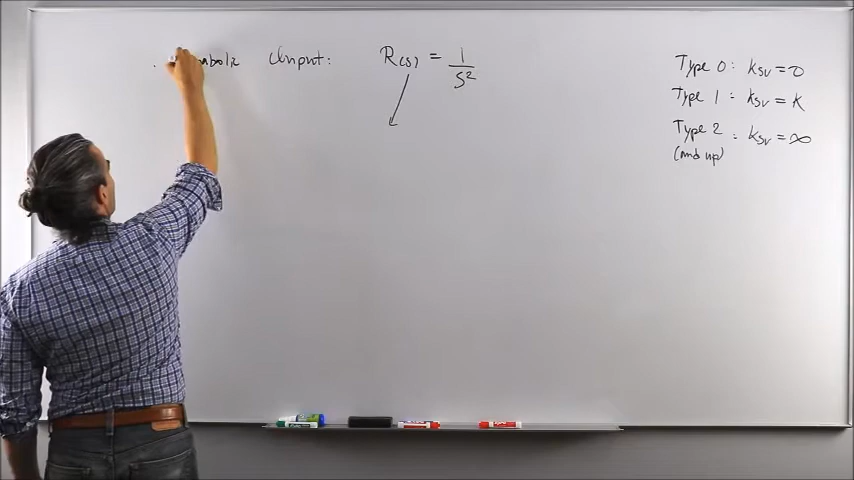 Input: R(s) = 1/S²
Type 0: ksv = 0
Type 1: ksv = K
Type 2: ksv = ∞
(and up)